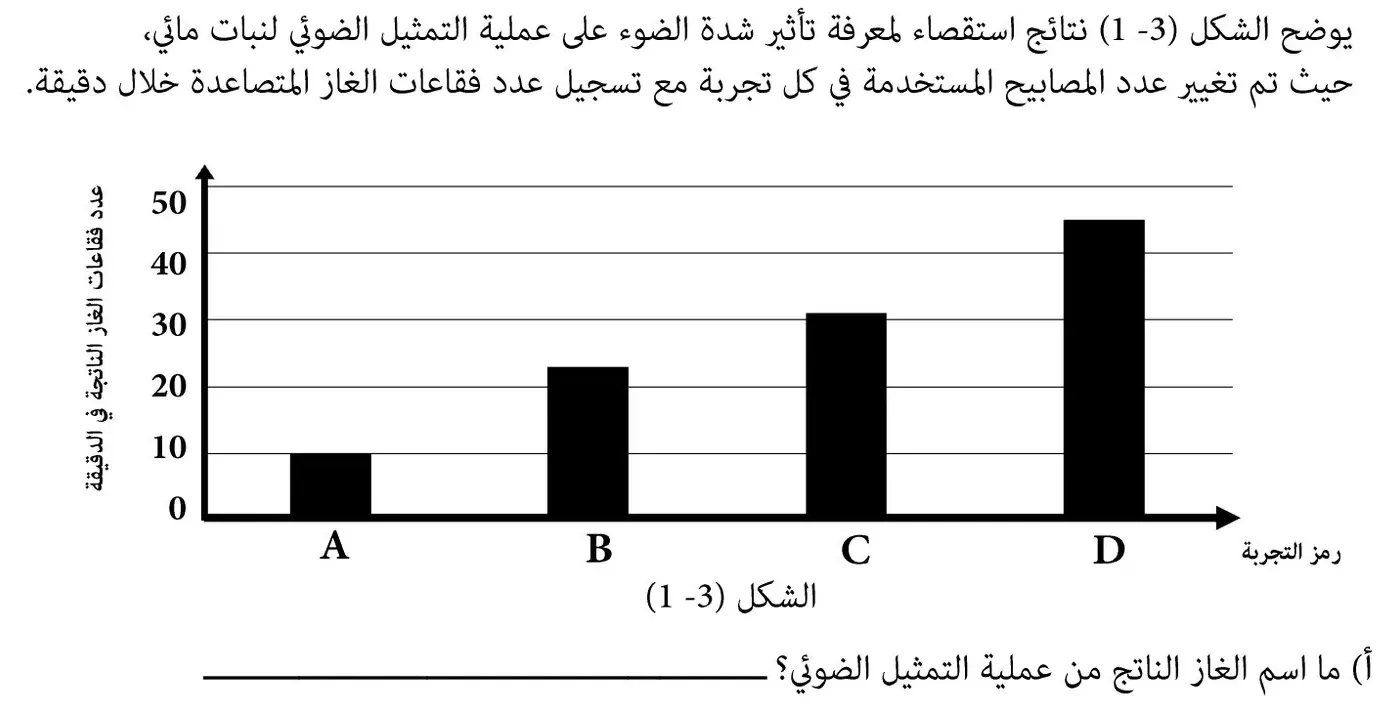 يوضح الشكل (3- 1) نتائج استقصاء لمعرفة تأثير شدة الضوء على عملية التمثيل الضوئي لنبات مائي،
حيث تم تغيير عدد المصابيح المستخدمة في كل تجربة مع تسجيل عدد فقاعات الغاز المتصاعدة خلال دقيقة.
عدد فقاعات الغاز الناتجة في الدقيقة
50
40
30
20
10
0
A B C D
رمز التجربة
الشكل (3- 1)
أ) ما اسم الغاز الناتج من عملية التمثيل الضوئي؟